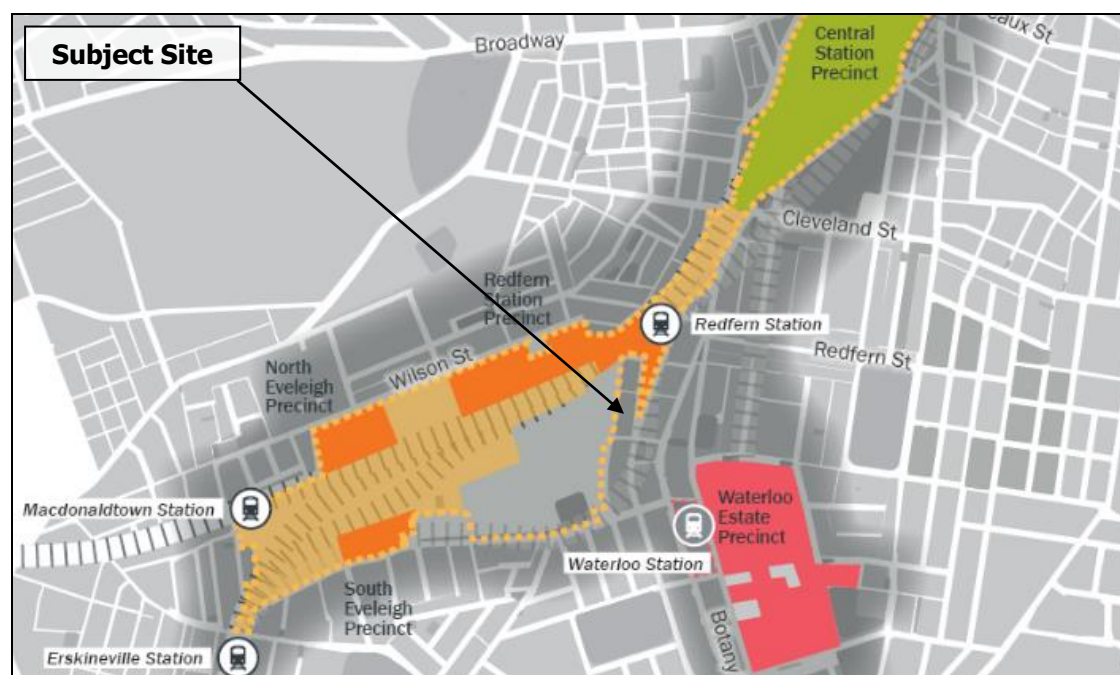 Subject Site
Broadway
Central
Station
Precinct
Cleveland St
Redfern
Station
Precinct
Redfern Station
Redfern St
Wilson St
North
Eveleigh
Precinct
Macdonaldtown Station
Waterloo
Estate
Precinct
Waterloo Station
South
Eveleigh
Precinct
Botany
Erskineville Station